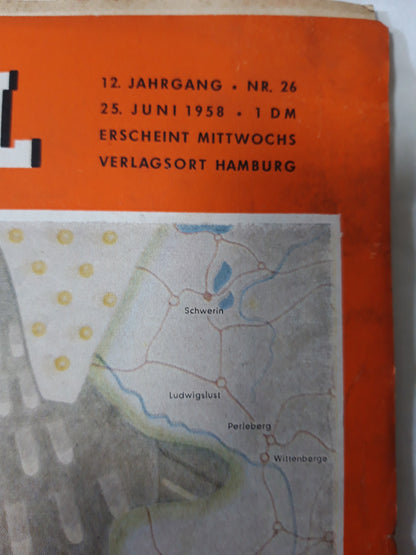 L
12. JAHRGANG • NR. 26
25. JUNI 1958 • 1 DM
ERSCHEINT MITTWOCHS
VERLAGSORT HAMBURG
Schwerin
Ludwigslust
Perleberg
Wittenberge